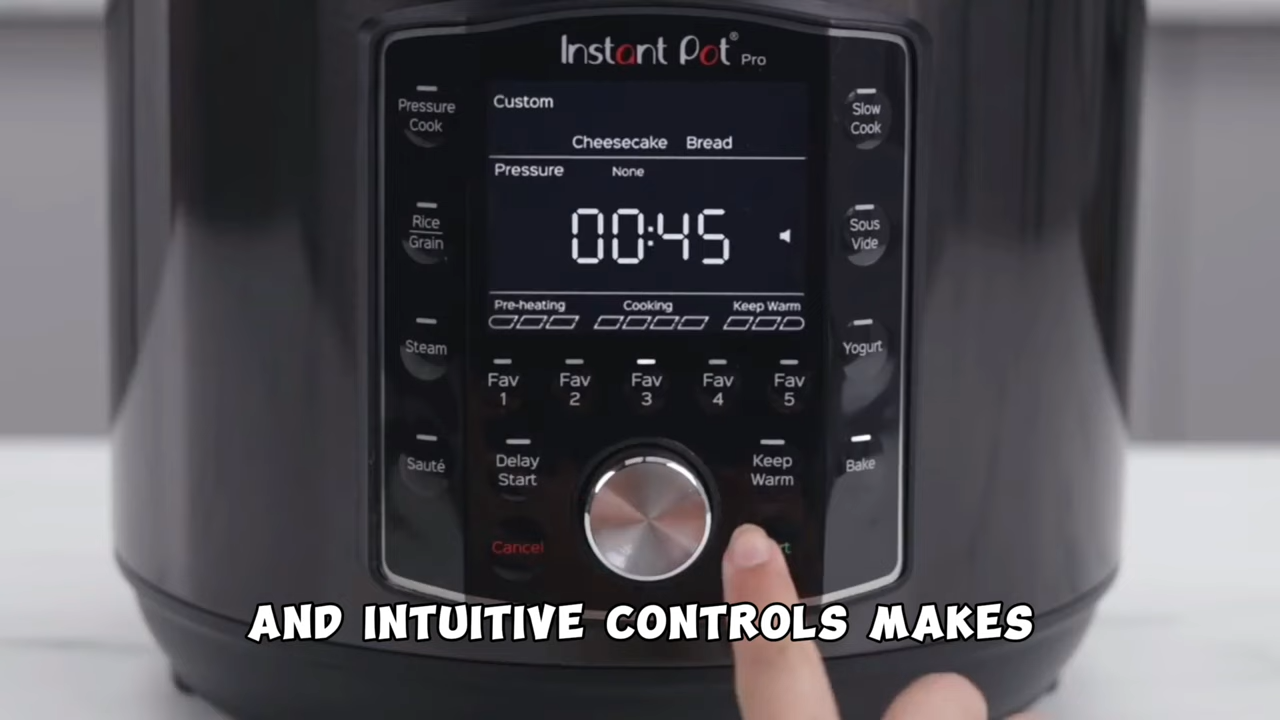 Instant Pot® Pro
Custom
Cheesecake Bread
Pressure None
00:45
Pre-heating Cooking Keep Warm
Pressure
Cook
Rice
Grain
Steam
Sauté
Slow
Cook
Sous
Vide
Yogurt
Bake
Fav
1
Fav
2
Fav
3
Fav
4
Fav
5
Delay
Start
Keep
Warm
Cancel
AND INTUITIVE CONTROLS MAKES